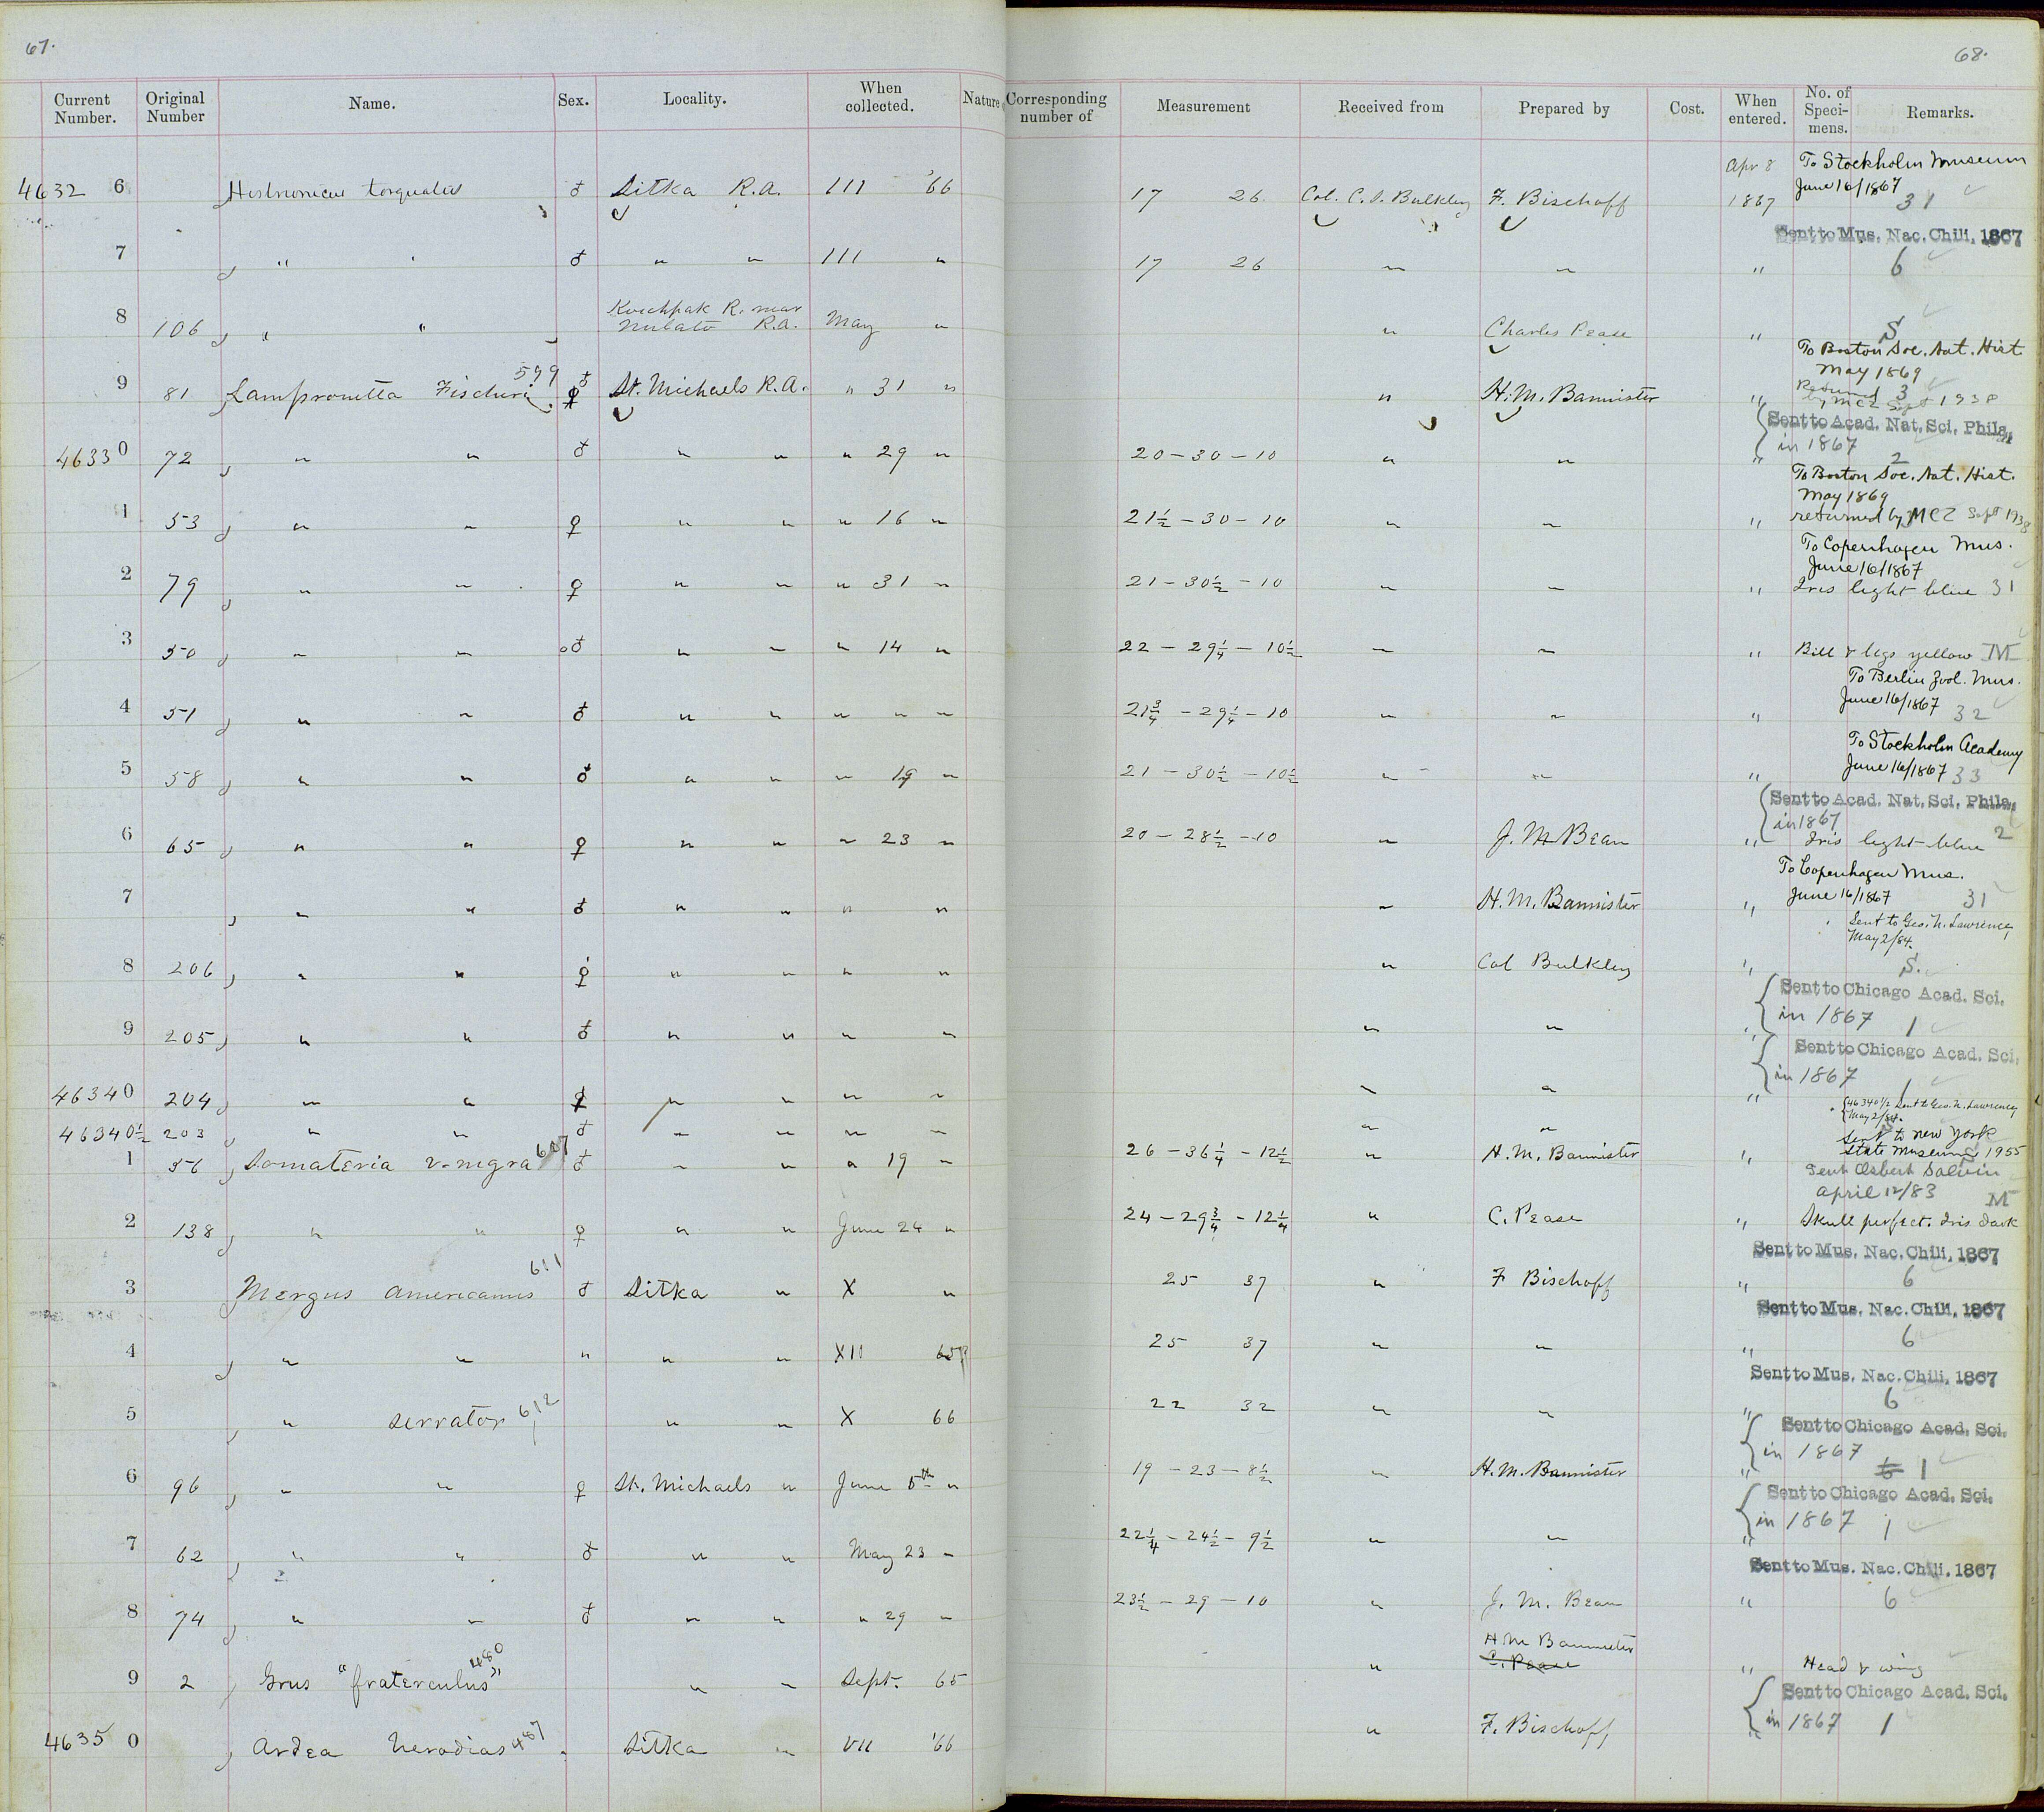 67.
68.
Current Number. Original Number Name. Sex. Locality. When collected. Nature Corresponding number of Measurement Received from Prepared by Cost. When entered. No. of Specimens. Remarks.
Apr 8 To Stockholm Museum
4632 6 Histrionicus torquatus ♂ Sitka R.A. III '66 17 26 Col. C. S. Bulkley F. Bischoff 1867 June 16/1867 31
Sent to Mus. Nac. Chili, 1867
7 " " ♂ " " III " 17 26 " " " 6
8 106 " " Kvichpak R. near
Nulato R.A. May " " Charles Pease " S
To Boston Soc. Nat. Hist.
May 1869
9 81 Lampronetta Fischeri 599 ♀ St. Michaels R.A. " 31 " " H. M. Bannister " Returned 3
by MCZ Sept 1938
Sent to Acad. Nat. Sci. Phila.
in 1867
46330 72 " " ♂ " " " 29 " 20 - 30 - 10 " " " 2
To Boston Soc. Nat. Hist.
May 1869
1 53 " " ♀ " " " 16 " 21½ - 30 - 10 " " " returned by MCZ Sept 1938
To Copenhagen Mus.
June 16/1867
2 79 " " ♀ " " " 31 " 21 - 30½ - 10 " " " Iris light blue 31
3 50 " " ♂ " " " 14 " 22 - 29¼ - 10½ " " " Bill & legs yellow M
To Berlin Zool. Mus.
4 51 " " ♂ " " " " " 21¾ - 29¼ - 10 " " " June 16/1867 32
To Stockholm Academy
5 58 " " ♂ " " " 19 " 21 - 30½ - 10½ " " " June 16/1867 33
Sent to Acad. Nat. Sci. Phila.
in 1867
6 65 " " ♀ " " " 23 " 20 - 28½ - 10 " J. M. Bean " Iris light blue 2
To Copenhagen Mus.
7 " " ♂ " " " " " H. M. Bannister " June 16/1867 31
Sent to Geo. N. Lawrence,
May 2/84.
8 206 " " ♀ " " " " " Col Bulkley " S.
Sent to Chicago Acad. Sci.
9 205 " " ♂ " " " " " " " in 1867 1
Sent to Chicago Acad. Sci.
in 1867
46340 204 " " ♀ " " " " " " " 1
46340½ Sent to Geo. N. Lawrence,
May 2/84.
46340½ 203 " " ♂ " " " " " "
Sent to New York
1 56 Somateria v-nigra 607 ♂ " " " 19 " 26 - 36¼ - 12½ " H. M. Bannister " State Museum 1955
Sent Osbert Salvin
April 12/83 M
2 138 " " ♀ " " June 24 " 24 - 29¾ - 12¼ " C. Pease " Skull perfect. Iris dark
Sent to Mus. Nac. Chili, 1867
3 Mergus Americanus 611 ♂ Sitka " X " 25 37 " F Bischoff " 6
Sent to Mus. Nac. Chili, 1867
4 " " " " " XII 65 25 37 " " " 6
Sent to Mus. Nac. Chili, 1867
5 " serrator 612 " " X 66 22 32 " " " 6
Sent to Chicago Acad. Sci.
in 1867
6 96 " " ♀ St. Michaels " June 5th " 19 - 23 - 8½ " H. M. Bannister " 1
Sent to Chicago Acad. Sci.
in 1867 1
7 62 " " ♂ " " May 23 " 22¼ - 24½ - 9½ " " "
Sent to Mus. Nac. Chili, 1867
8 74 " " ♂ " " " 29 " 23½ - 29 - 10 " J. M. Bean " 6
H M Bannister
9 2 Grus "fraterculus" 480 " " Sept. 65 " C. Pease " Head & wing
Sent to Chicago Acad. Sci.
46350 Ardea herodias 487 Sitka " VII '66 " F. Bischoff " in 1867 1